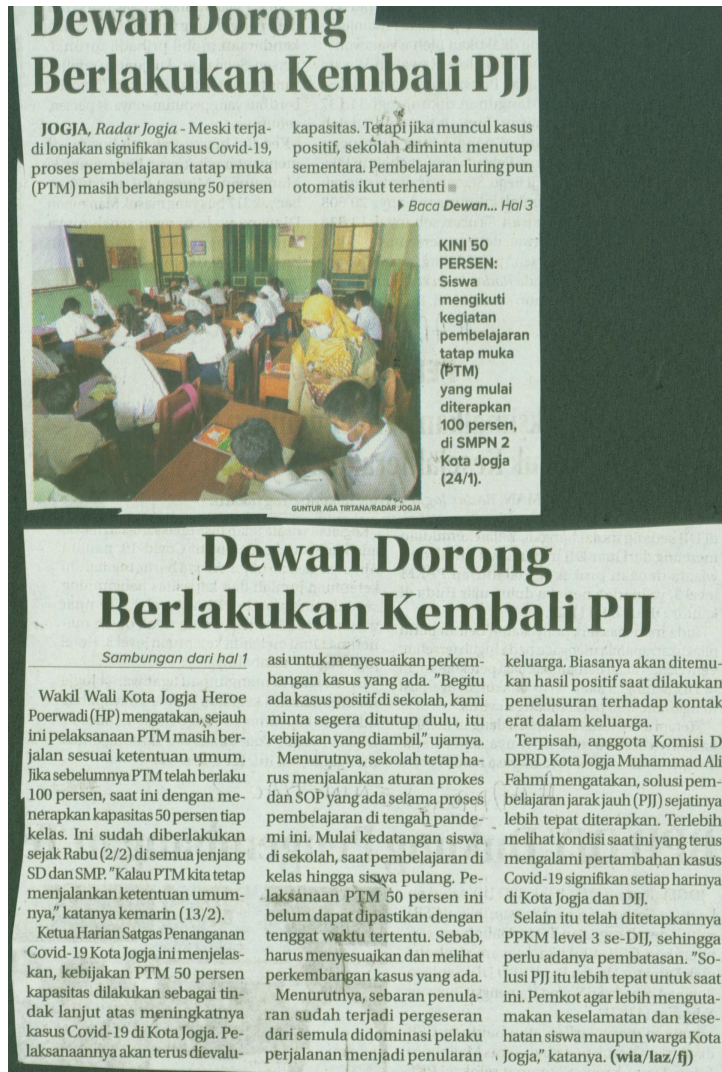 Dewan Dorong
Berlakukan Kembali PJJ
JOGJA, Radar Jogja - Meski terja-
di lonjakan signifikan kasus Covid-19,
proses pembelajaran tatap muka
(PTM) masih berlangsung 50 persen
kapasitas. Tetapi jika muncul kasus
positif, sekolah diminta menutup
sementara. Pembelajaran luring pun
otomatis ikut terhenti
Baca Dewan... Hal 3
KINI 50
PERSEN:
Siswa
mengikuti
kegiatan
pembelajaran
tatap muka
(PTM)
yang mulai
diterapkan
100 persen,
di SMPN 2
Kota Jogja
(24/1).
GUNTUR AGA TIRTANA/RADAR JOGJA
Dewan Dorong
Berlakukan Kembali PJJ
Sambungan dari hal 1
Wakil Wali Kota Jogja Heroe
Poerwadi (HP) mengatakan, sejauh
ini pelaksanaan PTM masih ber-
jalan sesuai ketentuan umum.
Jika sebelumnya PTM telah berlaku
100 persen, saat ini dengan me-
nerapkan kapasitas 50 persen tiap
kelas. Ini sudah diberlakukan
sejak Rabu (2/2) di semua jenjang
SD dan SMP. "Kalau PTM kita tetap
menjalankan ketentuan umum-
nya," katanya kemarin (13/2).
Ketua Harian Satgas Penanganan
Covid-19 Kota Jogja ini menjelas-
kan, kebijakan PTM 50 persen
kapasitas dilakukan sebagai tin-
dak lanjut atas meningkatnya
kasus Covid-19 di Kota Jogja. Pe-
laksanaannya akan terus dievalu-
asi untuk menyesuaikan perkem-
bangan kasus yang ada. "Begitu
ada kasus positif di sekolah, kami
minta segera ditutup dulu, itu
kebijakan yang diambil," ujarnya.
Menurutnya, sekolah tetap ha-
rus menjalankan aturan prokes
dan SOP yang ada selama proses
pembelajaran di tengah pande-
mi ini. Mulai kedatangan siswa
di sekolah, saat pembelajaran di
kelas hingga siswa pulang. Pe-
laksanaan PTM 50 persen ini
belum dapat dipastikan dengan
tenggat waktu tertentu. Sebab,
harus menyesuaikan dan melihat
perkembangan kasus yang ada.
Menurutnya, sebaran penula-
ran sudah terjadi pergeseran
dari semula didominasi pelaku
perjalanan menjadi penularan
keluarga. Biasanya akan ditemu-
kan hasil positif saat dilakukan
penelusuran terhadap kontak
erat dalam keluarga.
Terpisah, anggota Komisi D
DPRD Kota Jogja Muhammad Ali
Fahmi mengatakan, solusi pem-
belajaran jarak jauh (PJJ) sejatinya
lebih tepat diterapkan. Terlebih
melihat kondisi saat ini yang terus
mengalami pertambahan kasus
Covid-19 signifikan setiap harinya
di Kota Jogja dan DIJ.
Selain itu telah ditetapkannya
PPKM level 3 se-DIJ, sehingga
perlu adanya pembatasan. "So-
lusi PJJ itu lebih tepat untuk saat
ini. Pemkot agar lebih menguta-
makan keselamatan dan kese-
hatan siswa maupun warga Kota
Jogja," katanya. (wia/laz/fj)